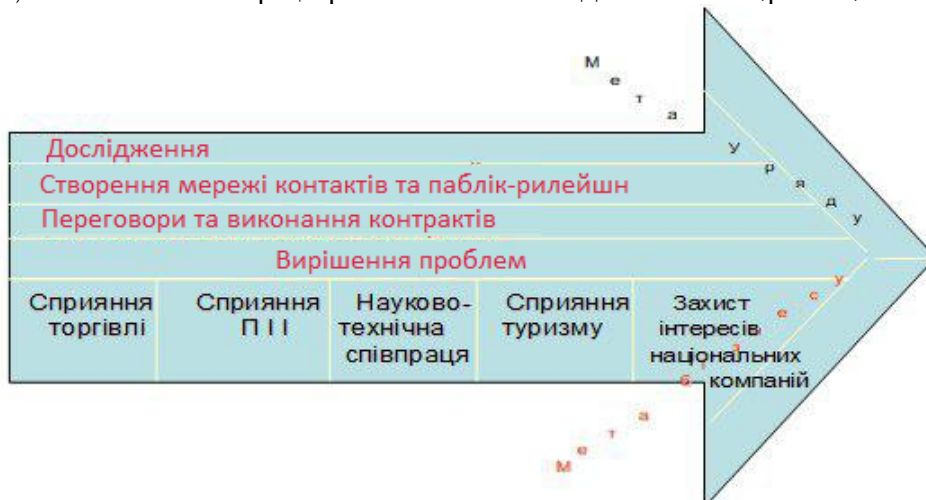 Мета Уряду
Дослідження
Створення мережі контактів та паблік-рилейшн
Переговори та виконання контрактів
Вирішення проблем
Сприяння
торгівлі
Сприяння
П І І
Науково-
технічна
співпраця
Сприяння
туризму
Захист
інтересів
національних
компаній
Мета бізнесу